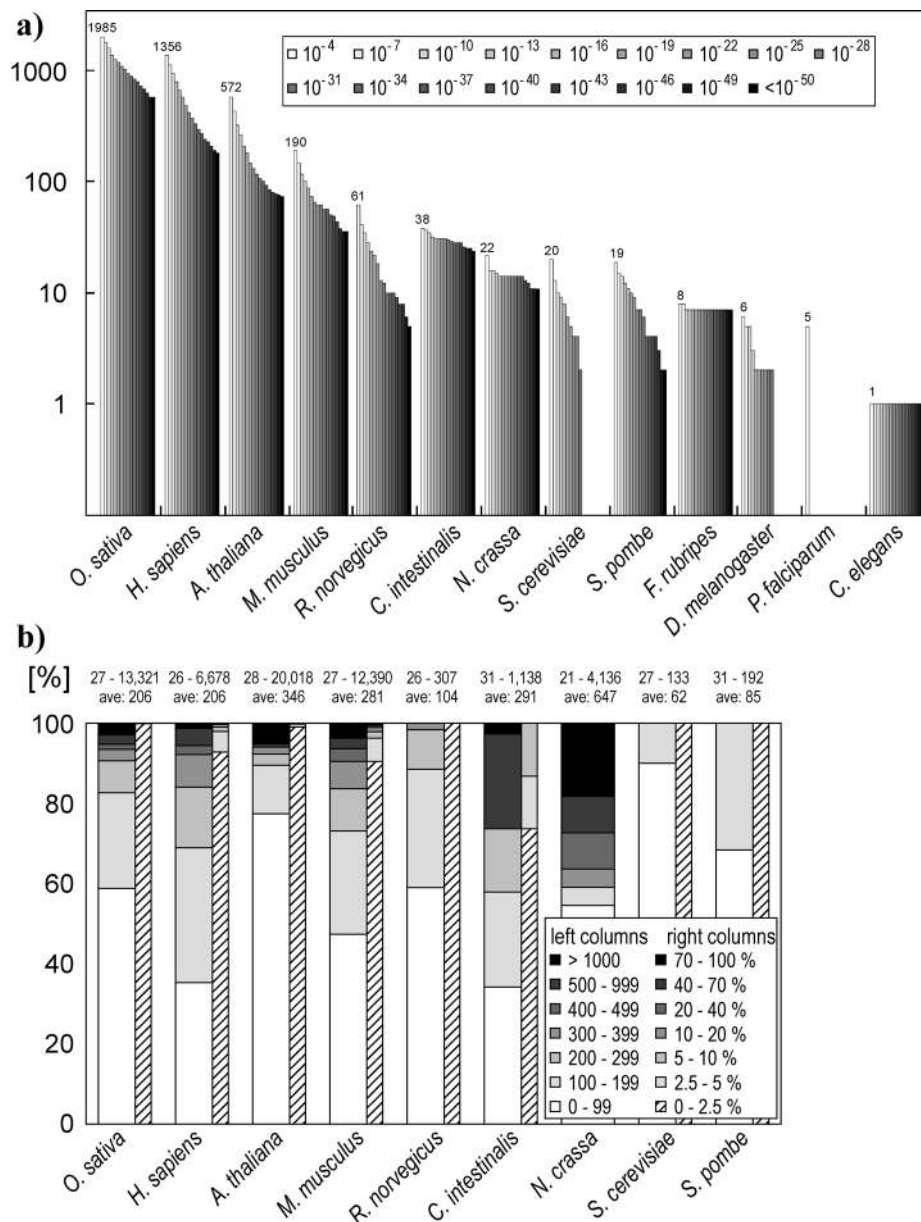 a)
1985
1356
572
190
61
38
22
20
19
8
6
5
1
10-4 10-7 10-10 10-13 10-16 10-19 10-22 10-25 10-28
10-31 10-34 10-37 10-40 10-43 10-46 10-49 <10-50
1000
100
10
1
O. sativa
H. sapiens
A. thaliana
M. musculus
R. norvegicus
C. intestinalis
N. crassa
S. cerevisiae
S. pombe
F. rubripes
D. melanogaster
P. falciparum
C. elegans
b)
[%]
27 - 13,321 26 - 6,678 28 - 20,018 27 - 12,390 26 - 307 31 - 1,138 21 - 4,136 27 - 133 31 - 192
ave: 206 ave: 206 ave: 346 ave: 281 ave: 104 ave: 291 ave: 647 ave: 62 ave: 85
100
80
60
40
20
0
left columns right columns
> 1000 70 - 100 %
500 - 999 40 - 70 %
400 - 499 20 - 40 %
300 - 399 10 - 20 %
200 - 299 5 - 10 %
100 - 199 2.5 - 5 %
0 - 99 0 - 2.5 %
O. sativa
H. sapiens
A. thaliana
M. musculus
R. norvegicus
C. intestinalis
N. crassa
S. cerevisiae
S. pombe